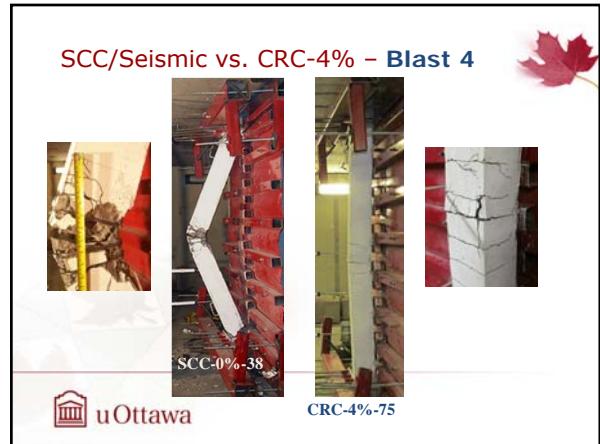 SCC/Seismic vs. CRC-4% – Blast 4
SCC-0%-38
CRC-4%-75
uOttawa